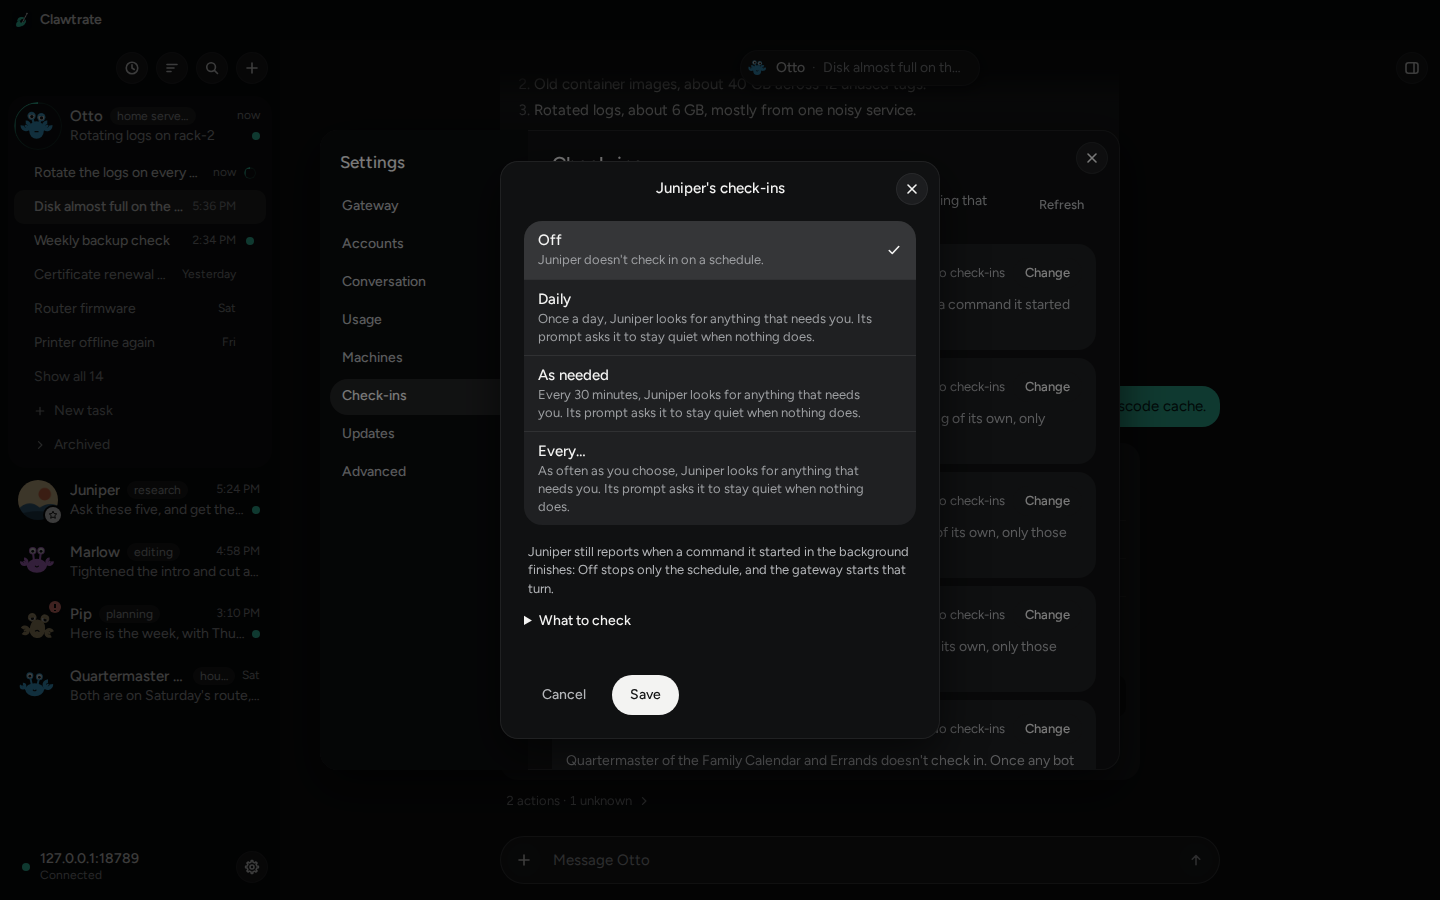 Clawtrate
Otto · Disk almost full on th...
Otto home serve... now
Rotating logs on rack-2
Rotate the logs on every ... now
Disk almost full on the ... 5:36 PM
Weekly backup check 2:34 PM
Certificate renewal ... Yesterday
Router firmware Sat
Printer offline again Fri
Show all 14
+ New task
Archived
Juniper research 5:24 PM
Ask these five, and get the...
Marlow editing 4:58 PM
Tightened the intro and cut a...
Pip planning 3:10 PM
Here is the week, with Thu...
Quartermaster ... hou... Sat
Both are on Saturday's route,...
127.0.0.1:18789
Connected
2. Old container images, about 40 GB across 12 unused tags.
3. Rotated logs, about 6 GB, mostly from one noisy service.
Settings
Gateway
Accounts
Conversation
Usage
Machines
Check-ins
Updates
Advanced
Check-ins
ing that
Refresh
o check-ins Change
a command it started
o check-ins Change
g of its own, only
o check-ins Change
of its own, only those
o check-ins Change
its own, only those
o check-ins Change
Quartermaster of the Family Calendar and Errands doesn't check in. Once any bot
scode cache.
Juniper's check-ins
Off
Juniper doesn't check in on a schedule.
Daily
Once a day, Juniper looks for anything that needs you. Its
prompt asks it to stay quiet when nothing does.
As needed
Every 30 minutes, Juniper looks for anything that needs
you. Its prompt asks it to stay quiet when nothing does.
Every...
As often as you choose, Juniper looks for anything that
needs you. Its prompt asks it to stay quiet when nothing
does.
Juniper still reports when a command it started in the background
finishes: Off stops only the schedule, and the gateway starts that
turn.
What to check
Cancel
Save
2 actions · 1 unknown
Message Otto